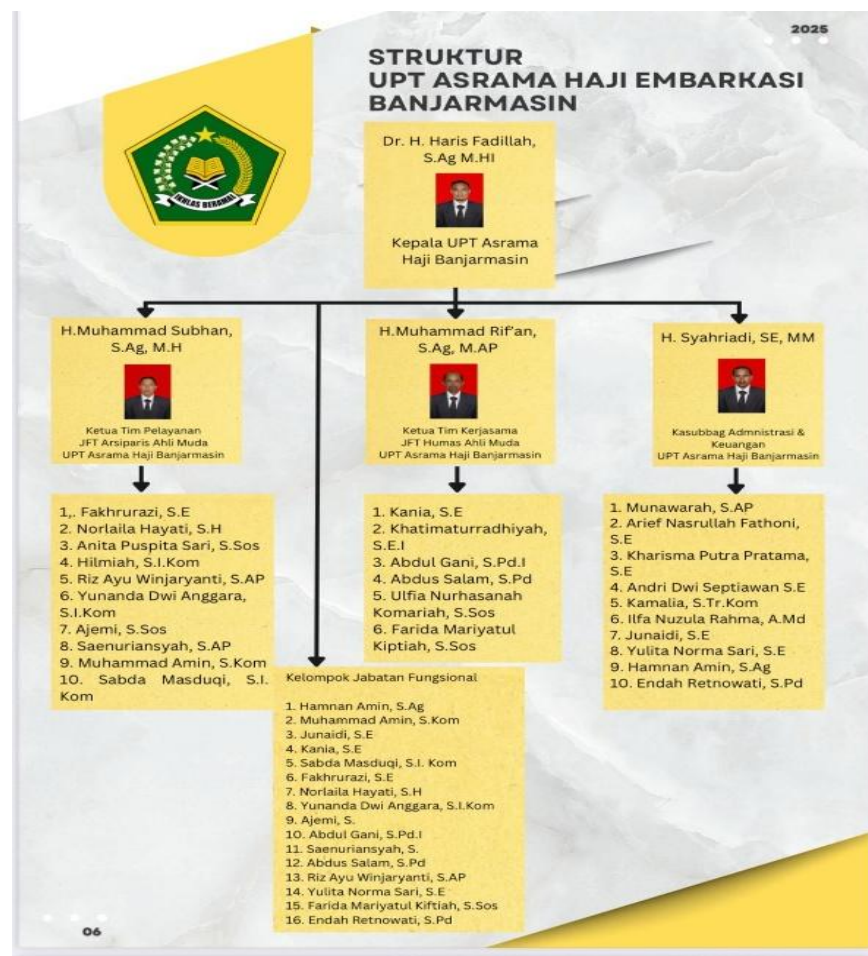 2025
STRUKTUR
UPT ASRAMA HAJI EMBARKASI
BANJARMASIN
IKHLAS BERAMAL
Dr. H. Haris Fadillah,
S.Ag M.HI
Kepala UPT Asrama
Haji Banjarmasin
H.Muhammad Subhan,
S.Ag, M.H
Ketua Tim Pelayanan
JFT Arsiparis Ahli Muda
UPT Asrama Haji Banjarmasin
H.Muhammad Rif'an,
S.Ag, M.AP
Ketua Tim Kerjasama
JFT Humas Ahli Muda
UPT Asrama Haji Banjarmasin
H. Syahriadi, SE, MM
Kasubbag Admnistrasi &
Keuangan
UPT Asrama Haji Banjarmasin
1,. Fakhrurazi, S.E
2. Norlaila Hayati, S.H
3. Anita Puspita Sari, S.Sos
4. Hilmiah, S.I.Kom
5. Riz Ayu Winjaryanti, S.AP
6. Yunanda Dwi Anggara,
S.I.Kom
7. Ajemi, S.Sos
8. Saenuriansyah, S.AP
9. Muhammad Amin, S.Kom
10. Sabda Masduqi, S.I.
Kom
1. Kania, S.E
2. Khatimaturradhiyah,
S.E.I
3. Abdul Gani, S.Pd.I
4. Abdus Salam, S.Pd
5. Ulfia Nurhasanah
Komariah, S.Sos
6. Farida Mariyatul
Kiptiah, S.Sos
1. Munawarah, S.AP
2. Arief Nasrullah Fathoni,
S.E
3. Kharisma Putra Pratama,
S.E
4. Andri Dwi Septiawan S.E
5. Kamalia, S.Tr.Kom
6. Ilfa Nuzula Rahma, A.Md
7. Junaidi, S.E
8. Yulita Norma Sari, S.E
9. Hamnan Amin, S.Ag
10. Endah Retnowati, S.Pd
Kelompok Jabatan Fungsional
1. Hamnan Amin, S.Ag
2. Muhammad Amin, S.Kom
3. Junaidi, S.E
4. Kania, S.E
5. Sabda Masduqi, S.I. Kom
6. Fakhrurazi, S.E
7. Norlaila Hayati, S.H
8. Yunanda Dwi Anggara, S.I.Kom
9. Ajemi, S.
10. Abdul Gani, S.Pd.I
11. Saenuriansyah, S.
12. Abdus Salam, S.Pd
13. Riz Ayu Winjaryanti, S.AP
14. Yulita Norma Sari, S.E
15. Farida Mariyatul Kiftiah, S.Sos
16. Endah Retnowati, S.Pd
06